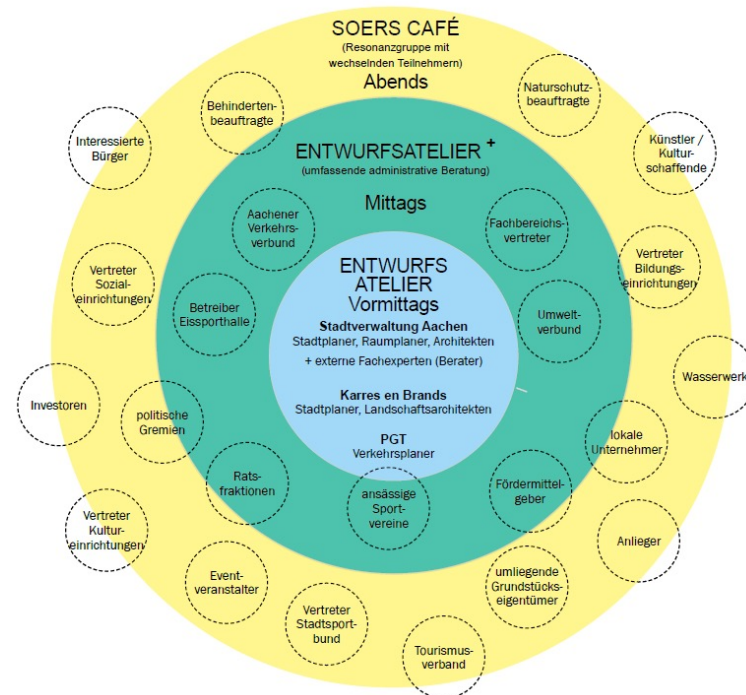 SOERS CAFÉ
(Resonanzgruppe mit
wechselnden Teilnehmern)
Abends
Naturschutz-
beauftragte
Behinderten-
beauftragte
Interessierte
Bürger
Künstler /
Kultur-
schaffende
ENTWURFSATELIER +
(umfassende administrative Beratung)
Mittags
Aachener
Verkehrs-
verbund
Fachbereichs-
vertreter
Vertreter
Sozial-
einrichtungen
Vertreter
Bildungs-
einrichtungen
Betreiber
Eissporthalle
Umwelt-
verbund
ENTWURFS
ATELIER
Vormittags
Stadtverwaltung Aachen
Stadtplaner, Raumplaner, Architekten
+ externe Fachexperten (Berater)
Karres en Brands
Stadtplaner, Landschaftsarchitekten
PGT
Verkehrsplaner
Wasserwerk
Investoren
politische
Gremien
lokale
Unternehmer
Rats-
fraktionen
ansässige
Sport-
vereine
Fördermittel-
geber
Vertreter
Kultur-
einrichtungen
Anlieger
Event-
veranstalter
umliegende
Grundstücks-
eigentümer
Vertreter
Stadtsport-
bund
Tourismus-
verband